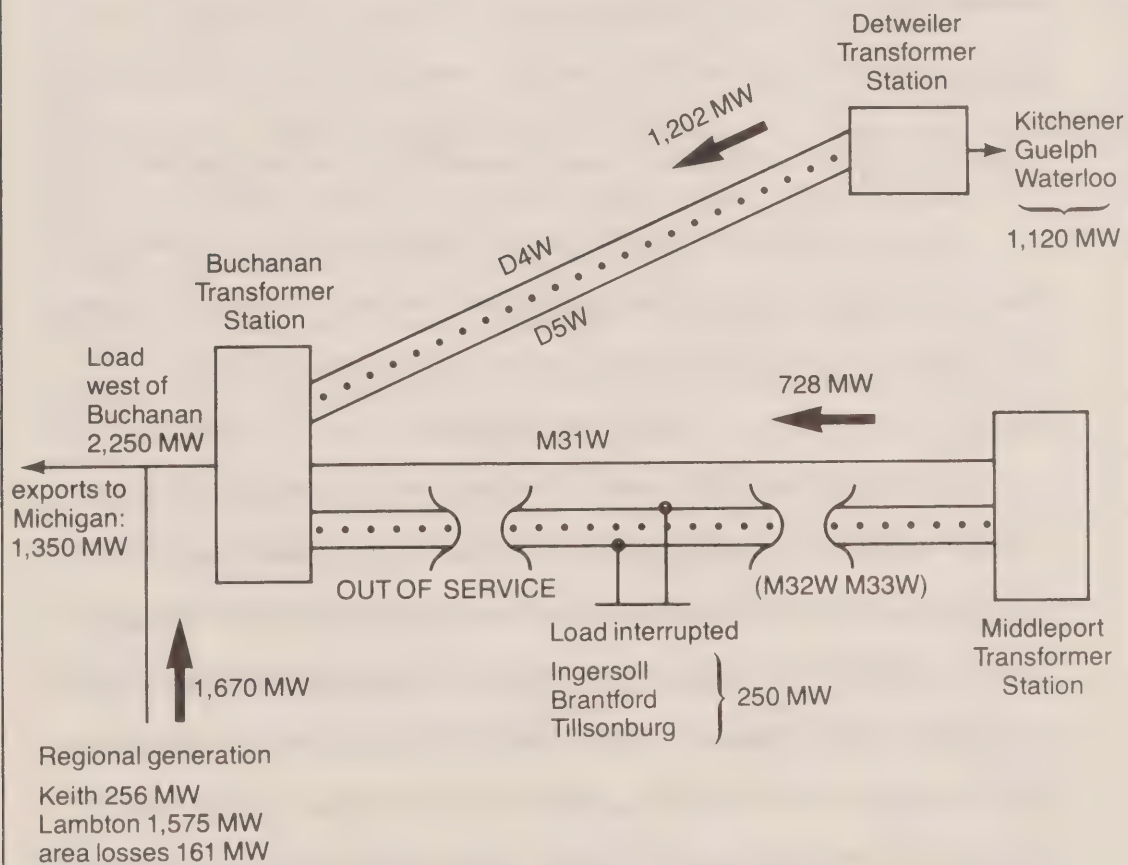 Detweiler
Transformer
Station
1,202 MW
Kitchener
Guelph
Waterloo
1,120 MW
D4W
D5W
Buchanan
Transformer
Station
Load
west of
Buchanan
2,250 MW
728 MW
M31W
exports to
Michigan:
1,350 MW
OUT OF SERVICE
(M32W M33W)
Load interrupted
Ingersoll
Brantford
Tillsonburg
250 MW
Middleport
Transformer
Station
1,670 MW
Regional generation
Keith 256 MW
Lambton 1,575 MW
area losses 161 MW